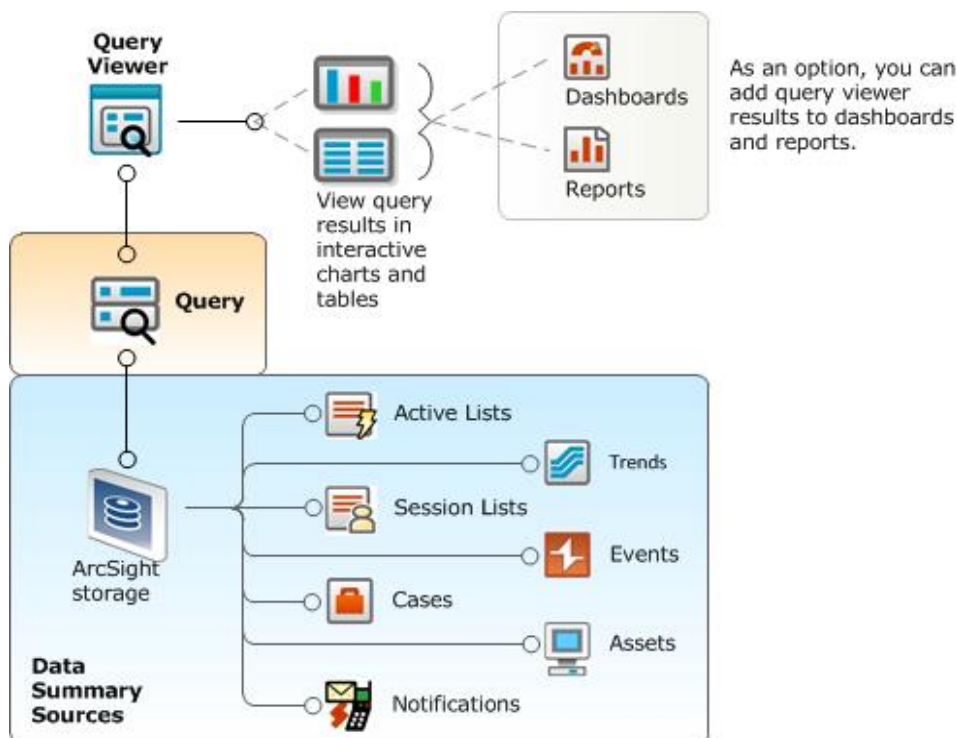 Query
Viewer
Dashboards
Reports
As an option, you can
add query viewer
results to dashboards
and reports.
View query
results in
interactive
charts and
tables
Query
Active Lists
Trends
Session Lists
Events
ArcSight
storage
Cases
Assets
Data
Summary
Sources
Notifications